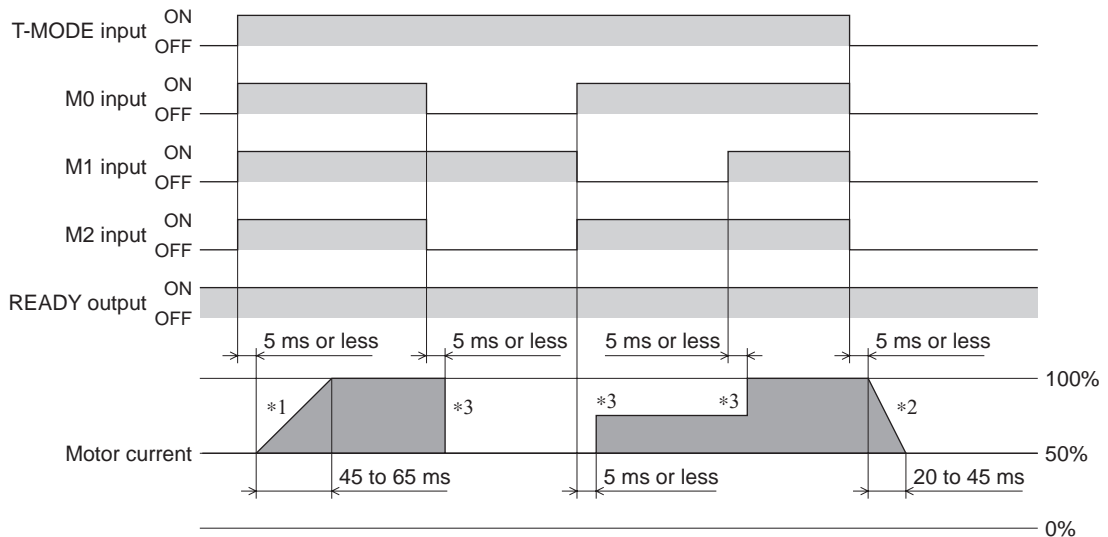 T-MODE input
ON
OFF
M0 input
ON
OFF
M1 input
ON
OFF
M2 input
ON
OFF
READY output
ON
OFF
5 ms or less
5 ms or less
5 ms or less
5 ms or less
100%
*1
*3
*3
*3
*2
Motor current
50%
45 to 65 ms
5 ms or less
20 to 45 ms
0%